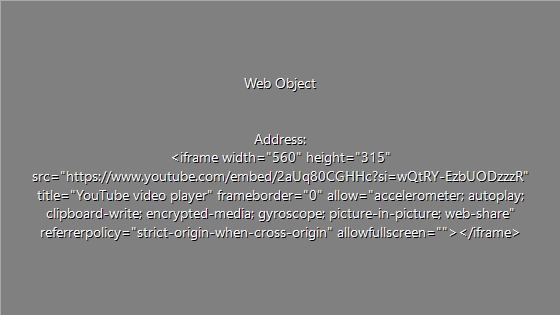 Web Object
Address:
<iframe width="560" height="315"
src="https://www.youtube.com/embed/2aUq80CGHHc?si=wQtRY-EzbUODzzzR"
title="YouTube video player" frameborder="0" allow="accelerometer; autoplay;
clipboard-write; encrypted-media; gyroscope; picture-in-picture; web-share"
referrerpolicy="strict-origin-when-cross-origin" allowfullscreen=""></iframe>